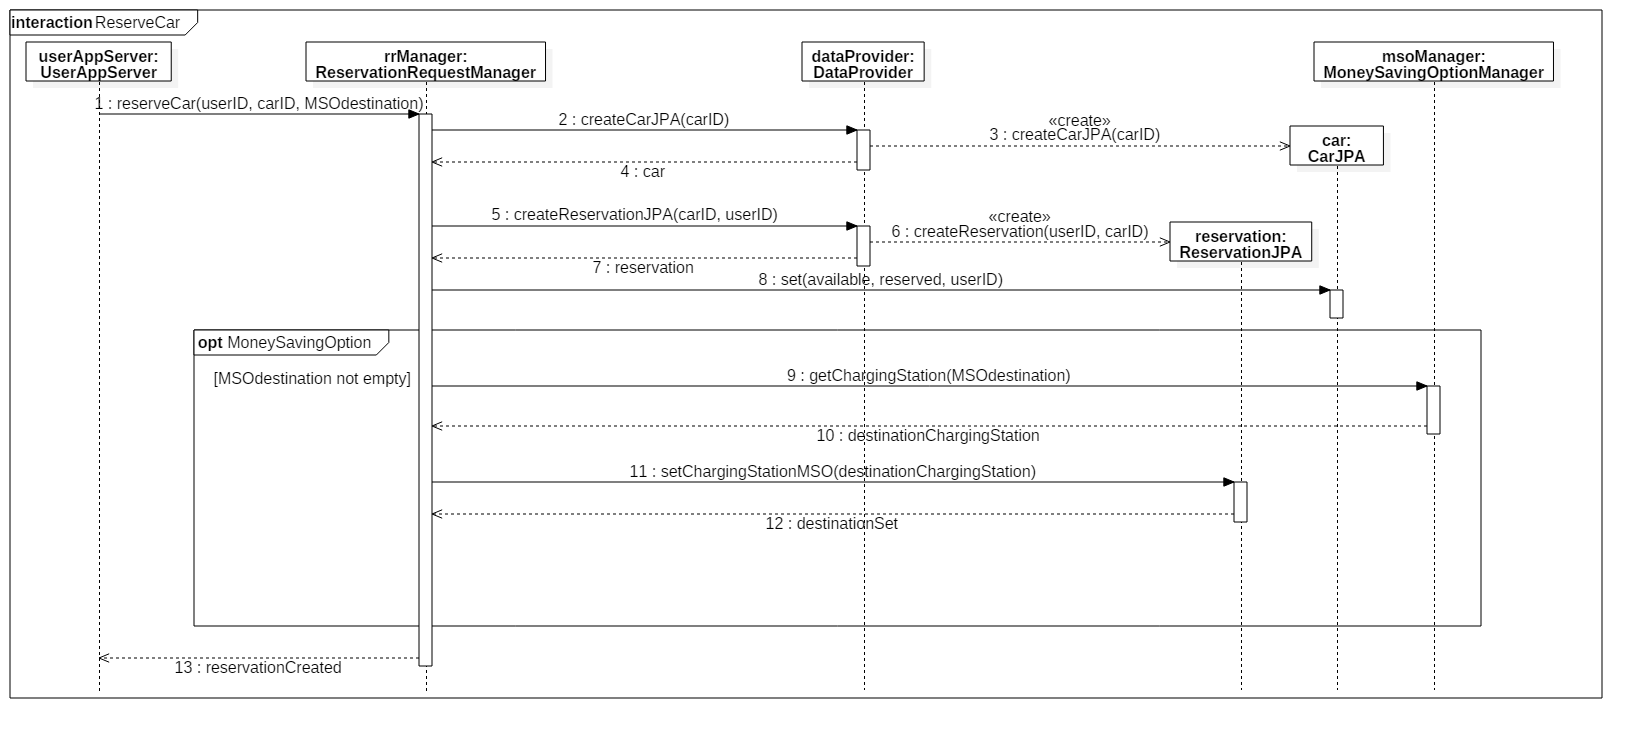 interaction ReserveCar
userAppServer:
UserAppServer
rrManager:
ReservationRequestManager
dataProvider:
DataProvider
msoManager:
MoneySavingOptionManager
1 : reserveCar(userID, carID, MSOdestination)
2 : createCarJPA(carID)
«create»
3 : createCarJPA(carID)
car:
CarJPA
4 : car
5 : createReservationJPA(carID, userID)
«create»
6 : createReservation(userID, carID)
reservation:
ReservationJPA
7 : reservation
8 : set(available, reserved, userID)
opt MoneySavingOption
[MSOdestination not empty]
9 : getChargingStation(MSOdestination)
10 : destinationChargingStation
11 : setChargingStationMSO(destinationChargingStation)
12 : destinationSet
13 : reservationCreated